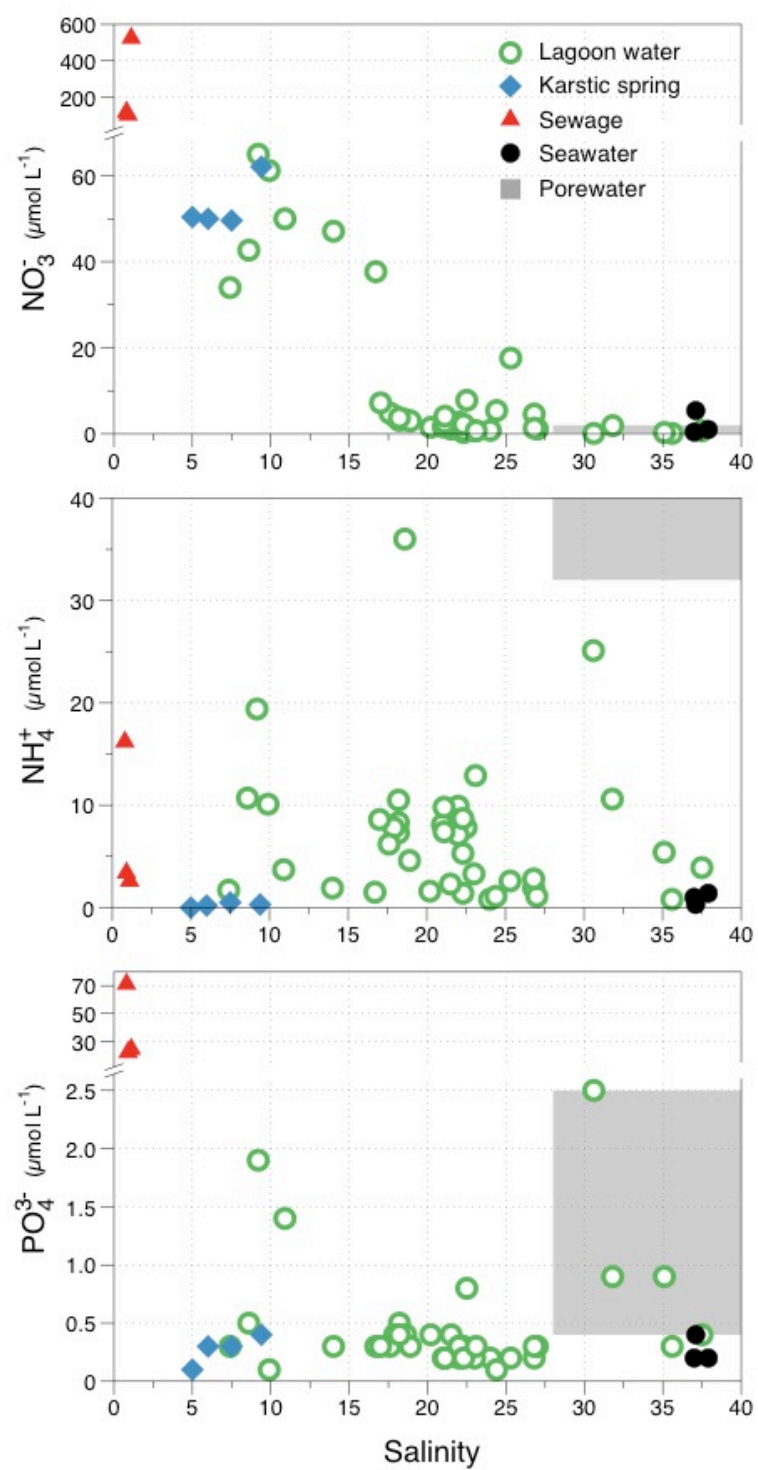 600
400
200
60
40
20
0
NO₃⁻ (µmol L⁻¹)
Lagoon water
Karstic spring
Sewage
Seawater
Porewater
0 5 10 15 20 25 30 35 40
40
30
20
10
0
NH₄⁺ (µmol L⁻¹)
0 5 10 15 20 25 30 35 40
70
50
30
2.5
2.0
1.5
1.0
0.5
0
PO₄³⁻ (µmol L⁻¹)
0 5 10 15 20 25 30 35 40
Salinity